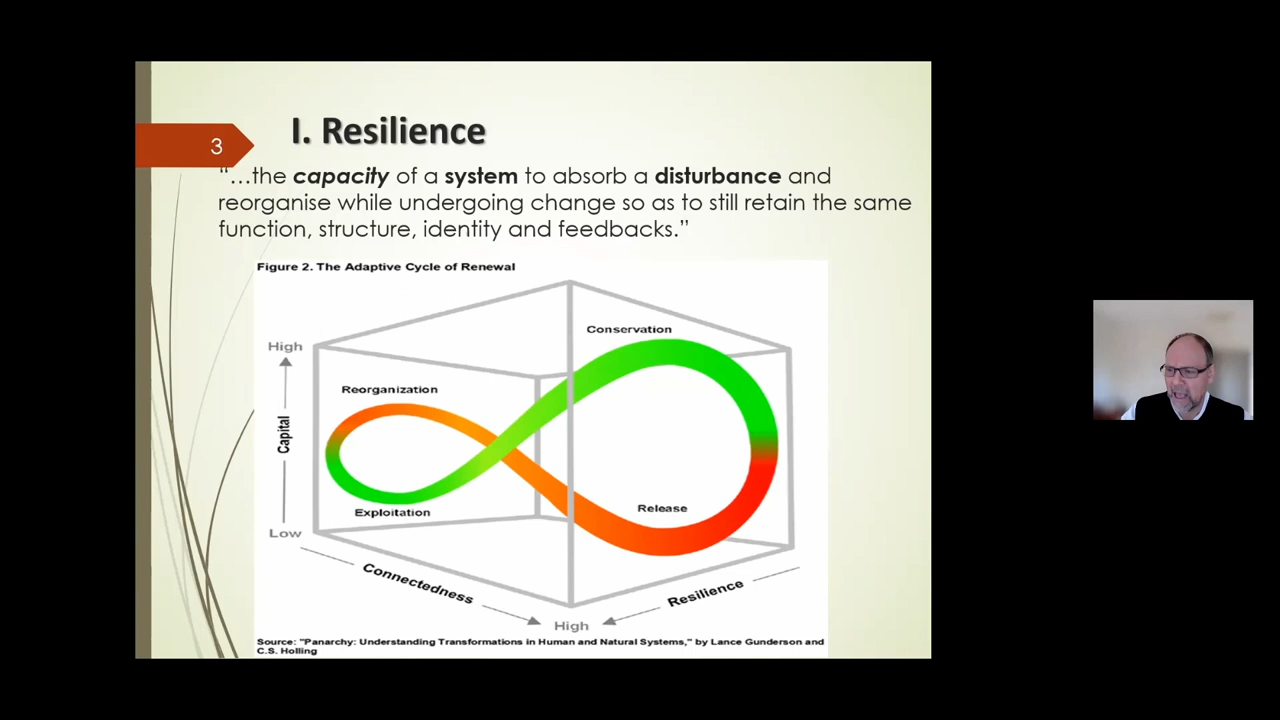 3
I. Resilience
“…the capacity of a system to absorb a disturbance and
reorganise while undergoing change so as to still retain the same
function, structure, identity and feedbacks.”
Figure 2. The Adaptive Cycle of Renewal
Conservation
High
Reorganization
Capital
Release
Exploitation
Low
Connectedness
Resilience
High
Source: "Panarchy: Understanding Transformations in Human and Natural Systems," by Lance Gunderson and
C.S. Holling